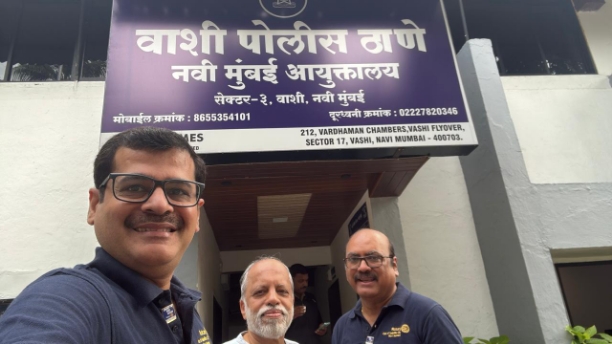 वाशी पोलीस ठाणे
नवी मुंबई आयुक्तालय
सेक्टर-३, वाशी, नवी मुंबई
मोबाईल क्रमांक : 8655354101 दूरध्वनी क्रमांक : 02227820346
212, VARDHAMAN CHAMBERS,VASHI FLYOVER,
SECTOR 17, VASHI, NAVI MUMBAI - 400703.